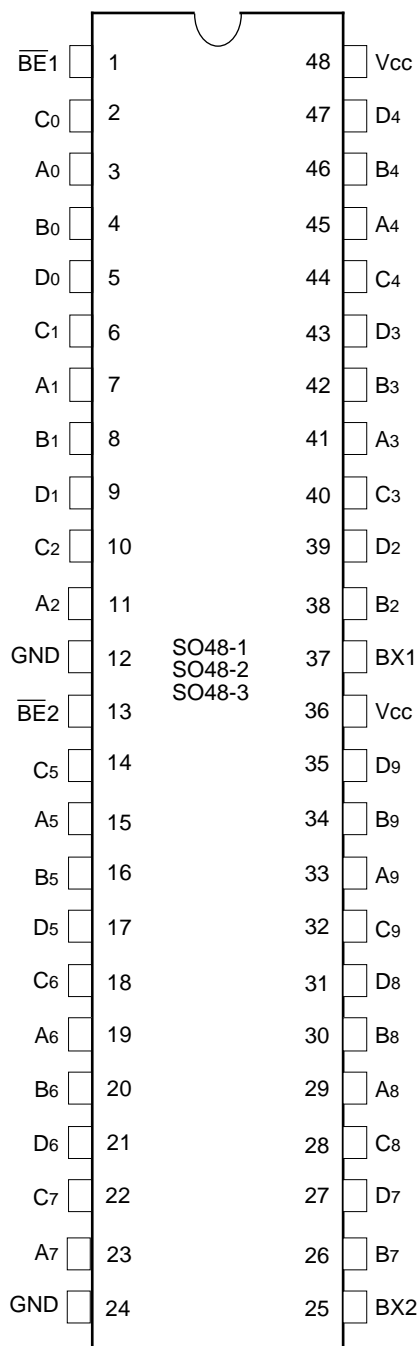 BE1 1 48 Vcc
C0 2 47 D4
A0 3 46 B4
B0 4 45 A4
D0 5 44 C4
C1 6 43 D3
A1 7 42 B3
B1 8 41 A3
D1 9 40 C3
C2 10 39 D2
A2 11 38 B2
GND 12 SO48-1 37 BX1
SO48-2
BE2 13 SO48-3 36 Vcc
C5 14 35 D9
A5 15 34 B9
B5 16 33 A9
D5 17 32 C9
C6 18 31 D8
A6 19 30 B8
B6 20 29 A8
D6 21 28 C8
C7 22 27 D7
A7 23 26 B7
GND 24 25 BX2